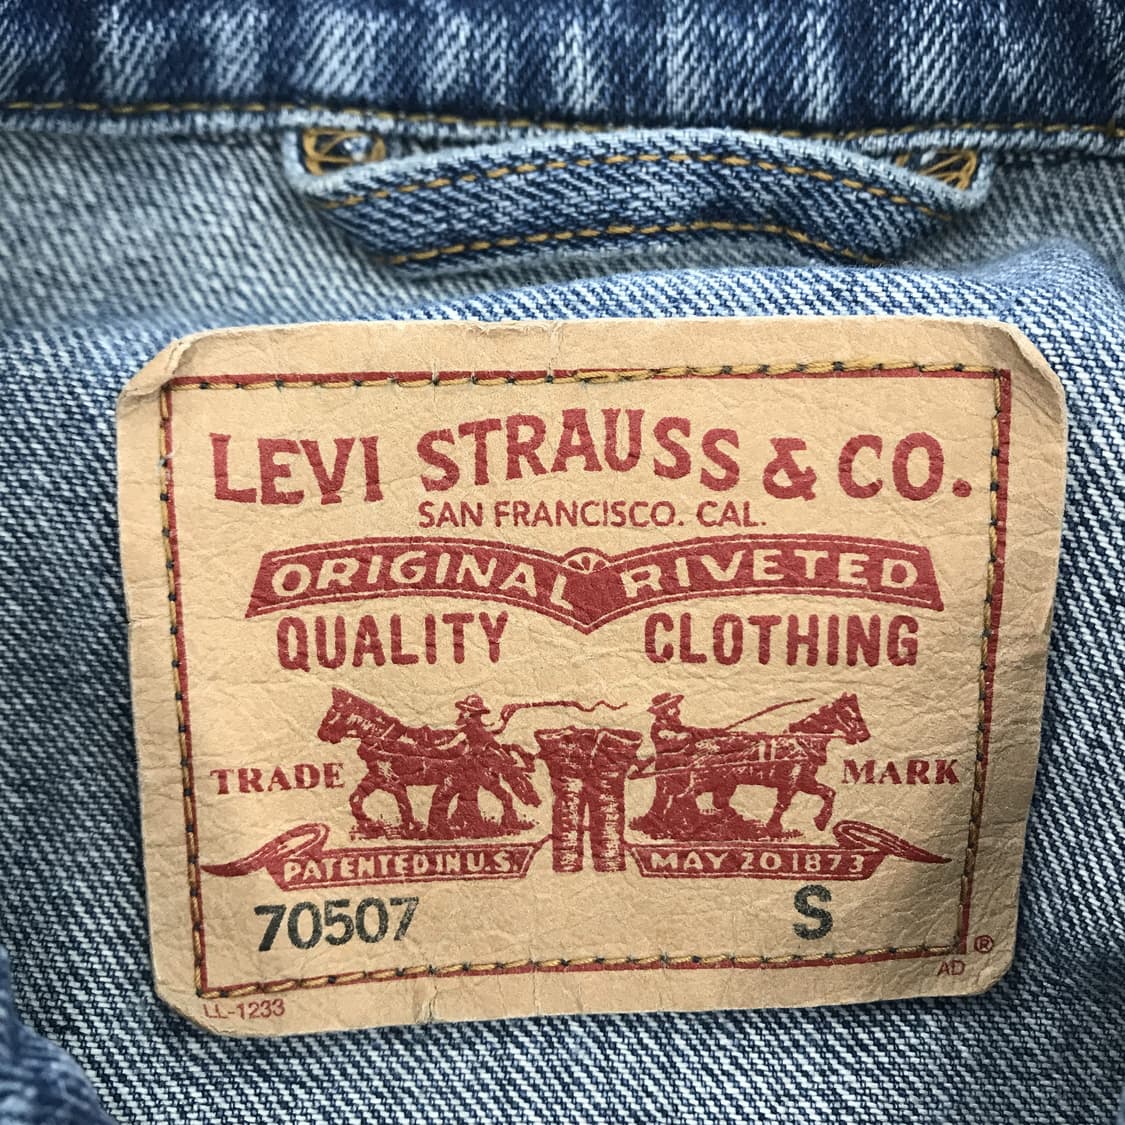 LEVI STRAUSS & CO.
SAN FRANCISCO. CAL.
ORIGINAL RIVETED
QUALITY CLOTHING
TRADE MARK
PATENTED IN U.S. MAY 20 1873
70507 S
®
AD
LL-1233